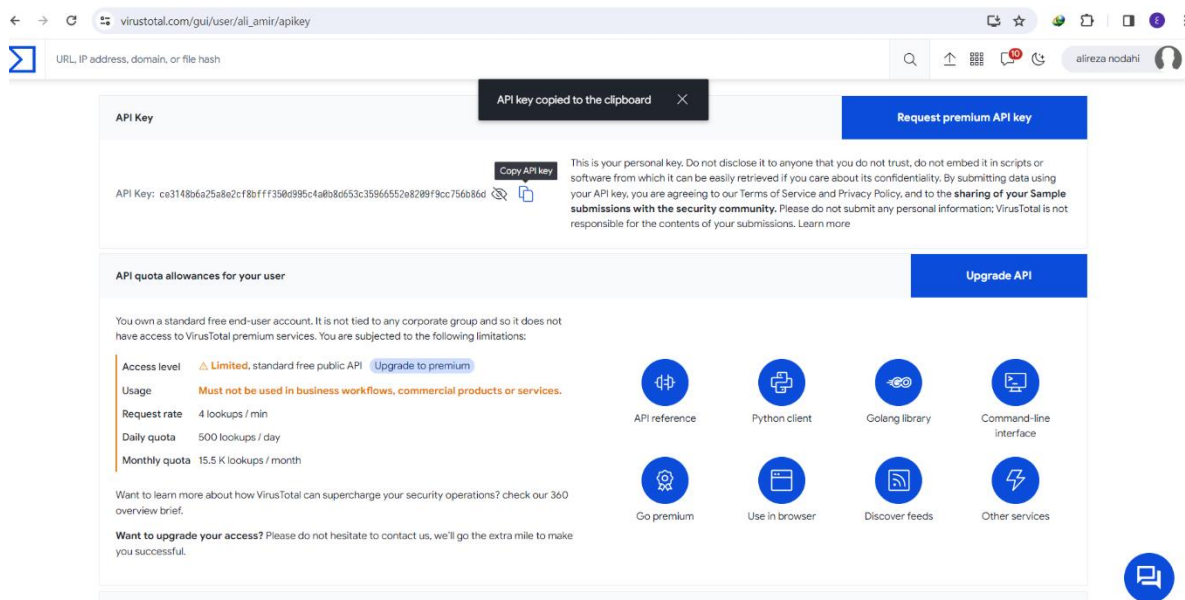 virustotal.com/gui/user/ali_amir/apikey
URL, IP address, domain, or file hash
10
alireza nodahi
API key copied to the clipboard
API Key
Request premium API key
Copy API key
API Key: ce3148b6a25a8e2cf8bfff350d995c4a0b8d653c35966552e8209f9cc756b86d
This is your personal key. Do not disclose it to anyone that you do not trust, do not embed it in scripts or
software from which it can be easily retrieved if you care about its confidentiality. By submitting data using
your API key, you are agreeing to our Terms of Service and Privacy Policy, and to the sharing of your Sample
submissions with the security community. Please do not submit any personal information; VirusTotal is not
responsible for the contents of your submissions. Learn more
API quota allowances for your user
Upgrade API
You own a standard free end-user account. It is not tied to any corporate group and so it does not
have access to VirusTotal premium services. You are subjected to the following limitations:
Access level Limited, standard free public API Upgrade to premium
Usage Must not be used in business workflows, commercial products or services.
Request rate 4 lookups / min
Daily quota 500 lookups / day
Monthly quota 15.5 K lookups / month
Want to learn more about how VirusTotal can supercharge your security operations? check our 360
overview brief.
Want to upgrade your access? Please do not hesitate to contact us, we'll go the extra mile to make
you successful.
API reference
Python client
Golang library
Command-line
interface
Go premium
Use in browser
Discover feeds
Other services